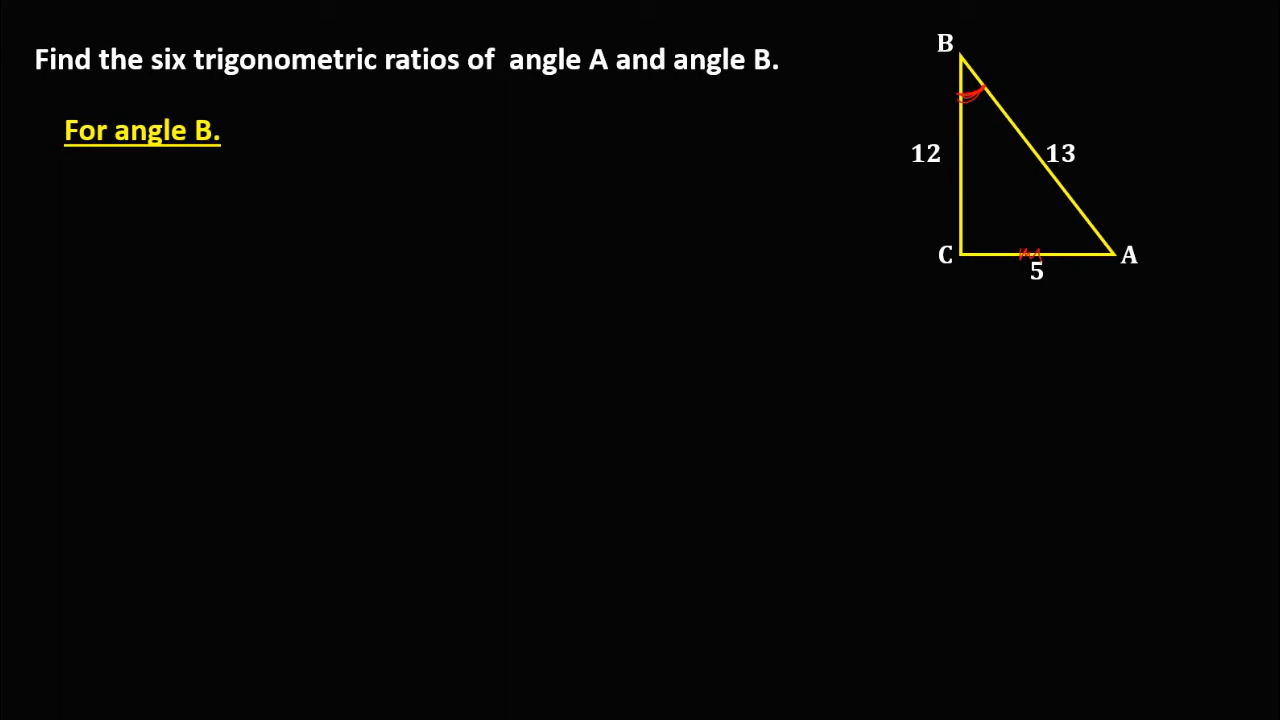 Find the six trigonometric ratios of angle A and angle B.
For angle B.
B
12
13
C
A
5